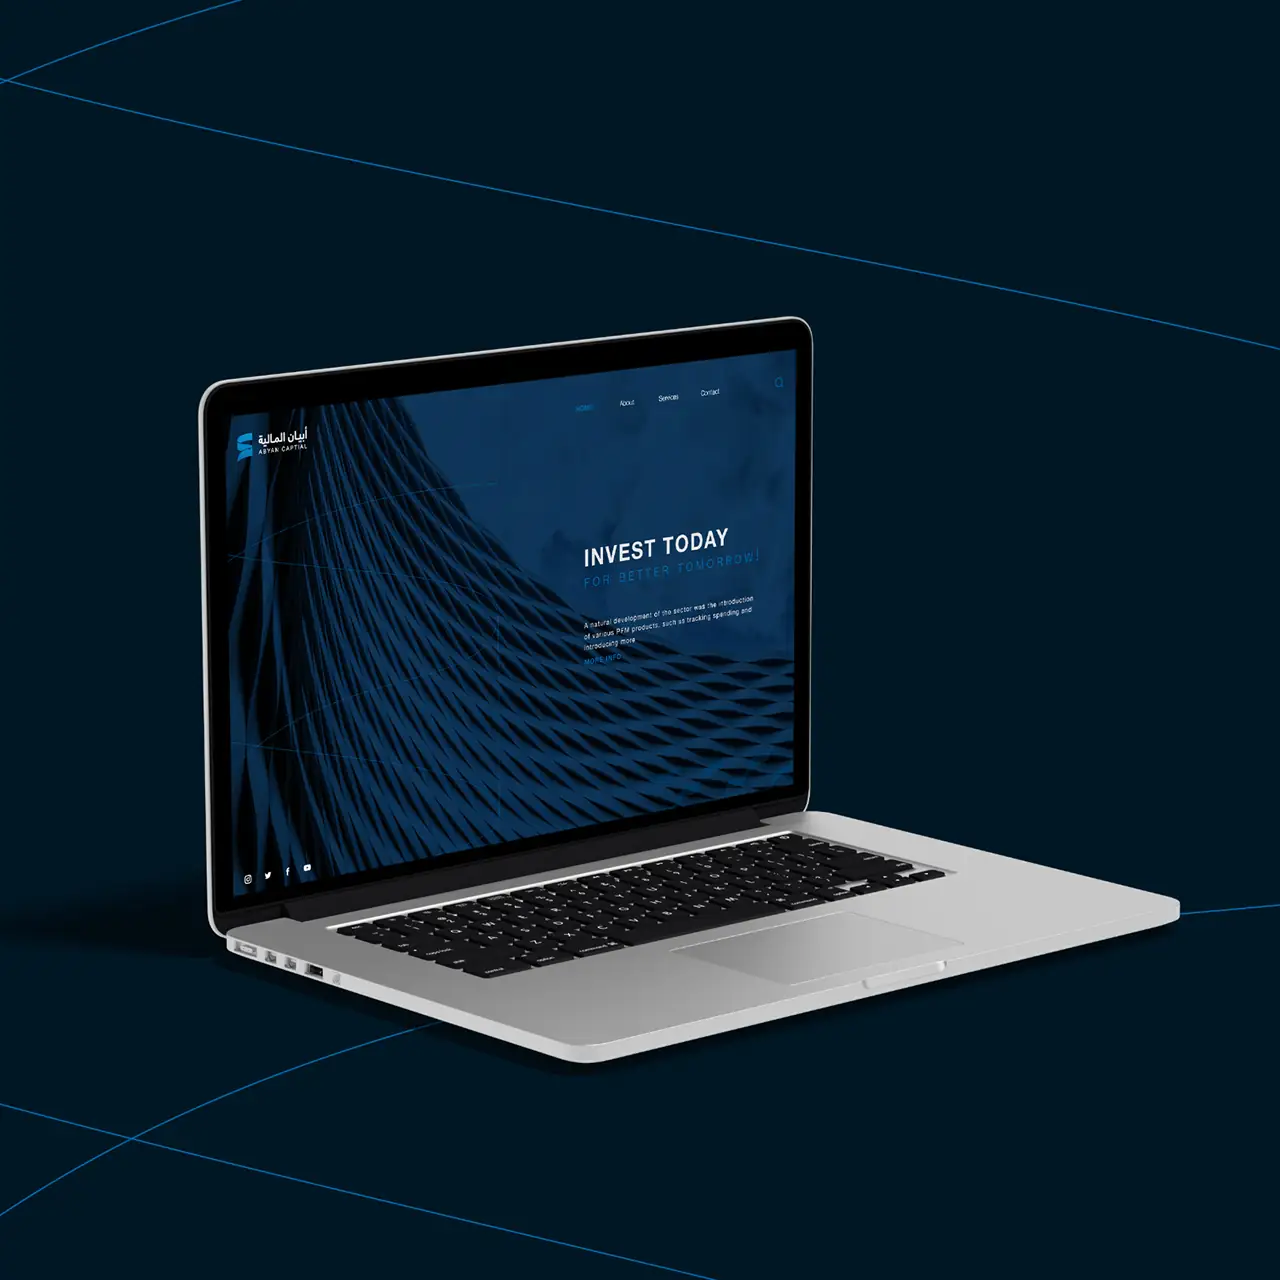 أبيان المالية
ABYAN CAPTIAL
HOME
About
Services
Contact
INVEST TODAY
FOR BETTER TOMORROW!
A natural development of the sector was the introduction
of various PFM products, such as tracking spending and
introducing more
MORE INFO